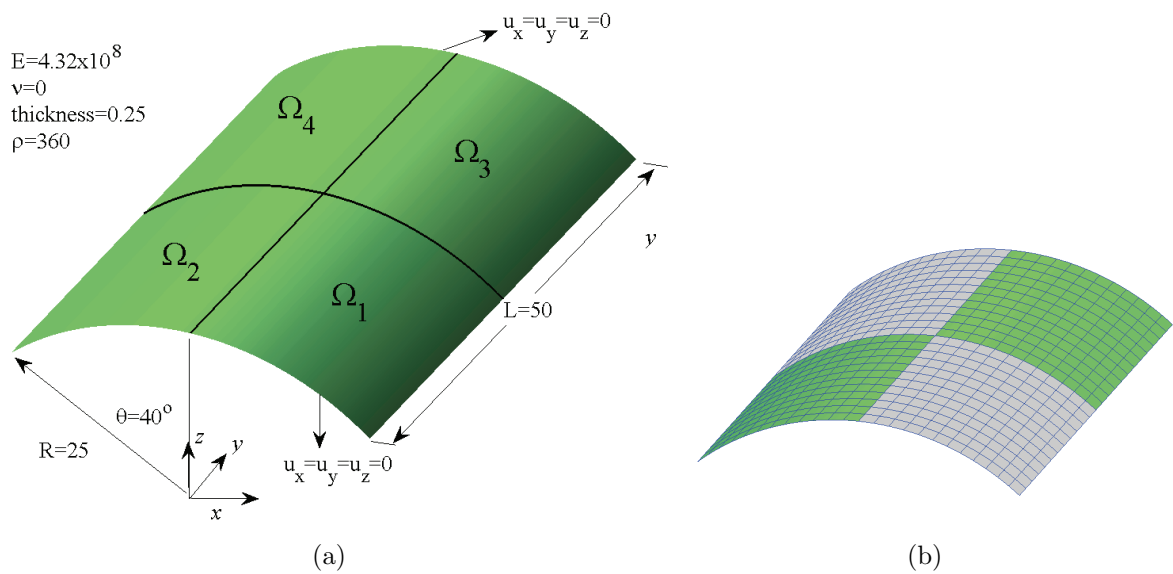 u_x=u_y=u_z=0
E=4.32x10^8
ν=0
thickness=0.25
ρ=360
Ω_4
Ω_3
Ω_2
Ω_1
y
L=50
θ=40°
R=25
z
y
x
u_x=u_y=u_z=0
(a)
(b)